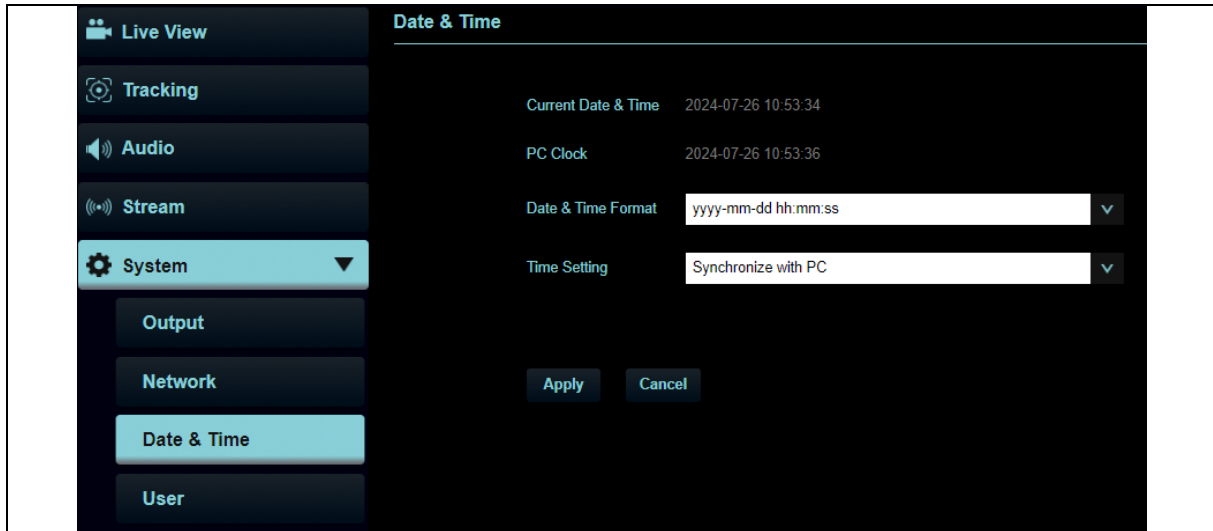 Live View
Tracking
Audio
Stream
System
Output
Network
Date & Time
User
Date & Time
Current Date & Time 2024-07-26 10:53:34
PC Clock 2024-07-26 10:53:36
Date & Time Format yyyy-mm-dd hh:mm:ss
Time Setting Synchronize with PC
Apply Cancel